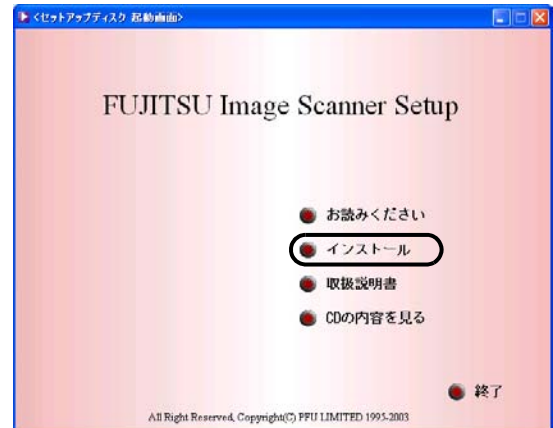 <セットアップディスク 起動画面>
FUJITSU Image Scanner Setup
お読みください
インストール
取扱説明書
CDの内容を見る
終了
All Right Reserved, Copyright(C) PFU LIMITED 1995-2003